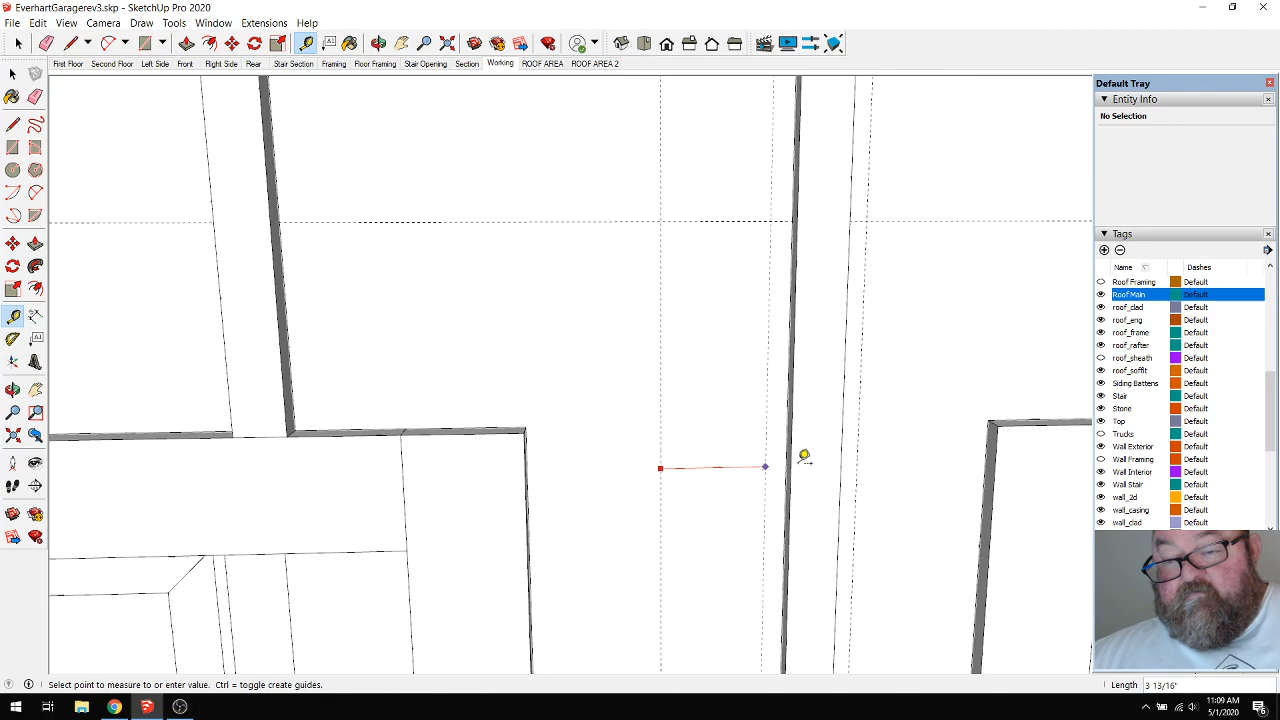 EverhartGaragerev3.skp - SketchUp Pro 2020
File Edit View Camera Draw Tools Window Extensions Help
First Floor Second Floor Left Side Front Right Side Rear Stair Section Framing Floor Framing Stair Opening Section Working ROOF AREA ROOF AREA 2
Default Tray
Entity Info
No Selection
Tags
Name Dashes
Roof Framing Default
Roof Main Default
roof_clad Default
roof_eng Default
roof_frame Default
roof_rafter Default
roof_sheath Default
roof_soffit Default
Siding Battens Default
Stair Default
Stone Default
Top Default
Trucks Default
Wall Exterior Default
Wall Framing Default
Wall Interior Default
Wall Stair Default
wall_2d Default
wall_casing Default
wall_clad Default
Select point to measure to or enter value. Ctrl = toggle create guides.
Length 3 13/16"
11:09 AM
5/1/2020
6